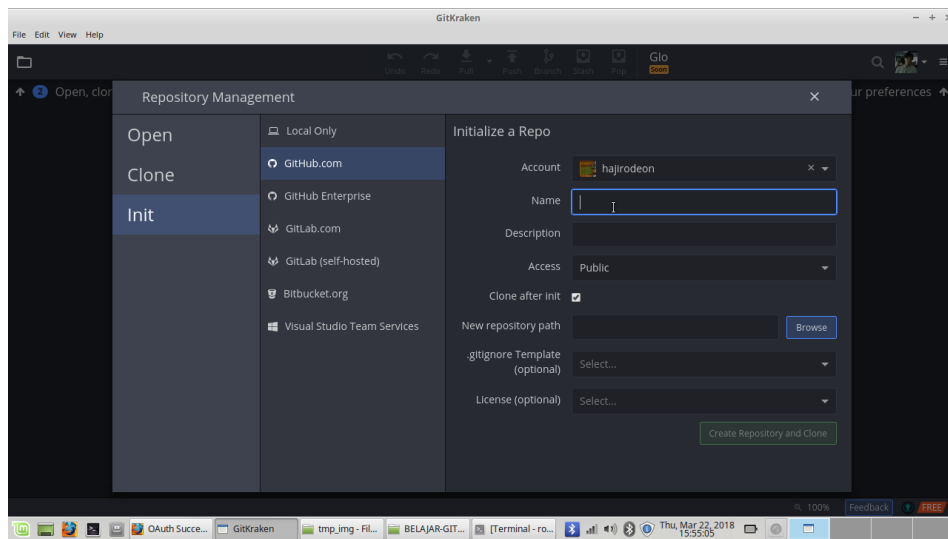 GitKraken
File Edit View Help
Undo Redo Pull Push Branch Stash Pop Glo
Soon
2 Open, clon
ur preferences
Repository Management
Open
Clone
Init
Local Only
GitHub.com
GitHub Enterprise
GitLab.com
GitLab (self-hosted)
Bitbucket.org
Visual Studio Team Services
Initialize a Repo
Account hajirodeon
Name
Description
Access Public
Clone after init
New repository path Browse
.gitignore Template
(optional) Select...
License (optional) Select...
Create Repository and Clone
100% Feedback FREE
OAuth Succe... GitKraken tmp_img - Fil... BELAJAR-GIT... [Terminal - ro... Thu, Mar 22, 2018
15:55:05